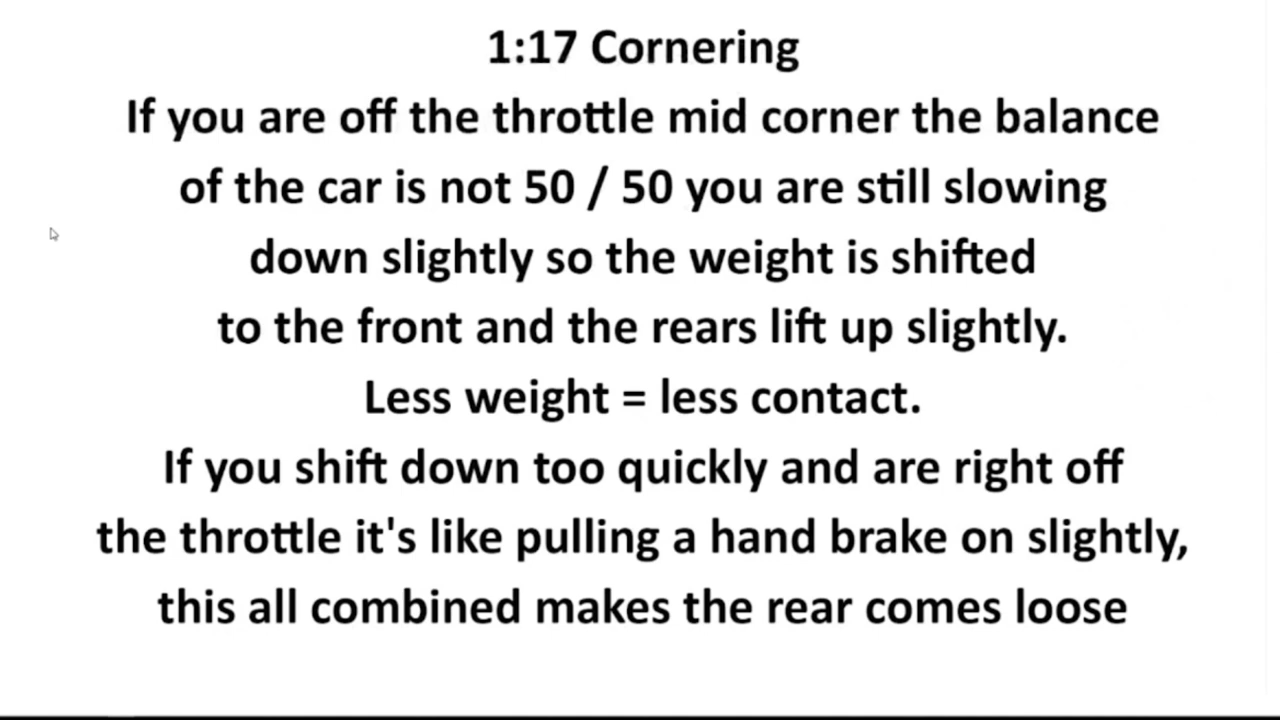 1:17 Cornering
If you are off the throttle mid corner the balance
of the car is not 50 / 50 you are still slowing
down slightly so the weight is shifted
to the front and the rears lift up slightly.
Less weight = less contact.
If you shift down too quickly and are right off
the throttle it's like pulling a hand brake on slightly,
this all combined makes the rear comes loose